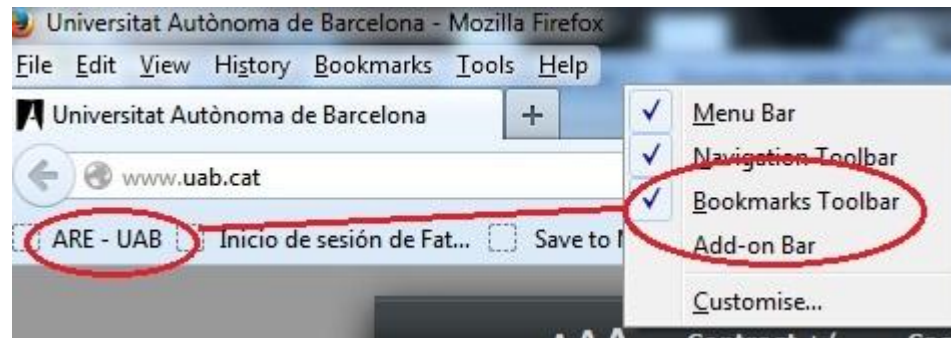 Universitat Autònoma de Barcelona - Mozilla Firefox
File Edit View History Bookmarks Tools Help
Universitat Autònoma de Barcelona +
www.uab.cat
ARE - UAB Inicio de sesión de Fat... Save to
Menu Bar
Navigation Toolbar
Bookmarks Toolbar
Add-on Bar
Customise...